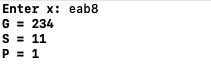 Enter x: eab8
G = 234
S = 11
P = 1